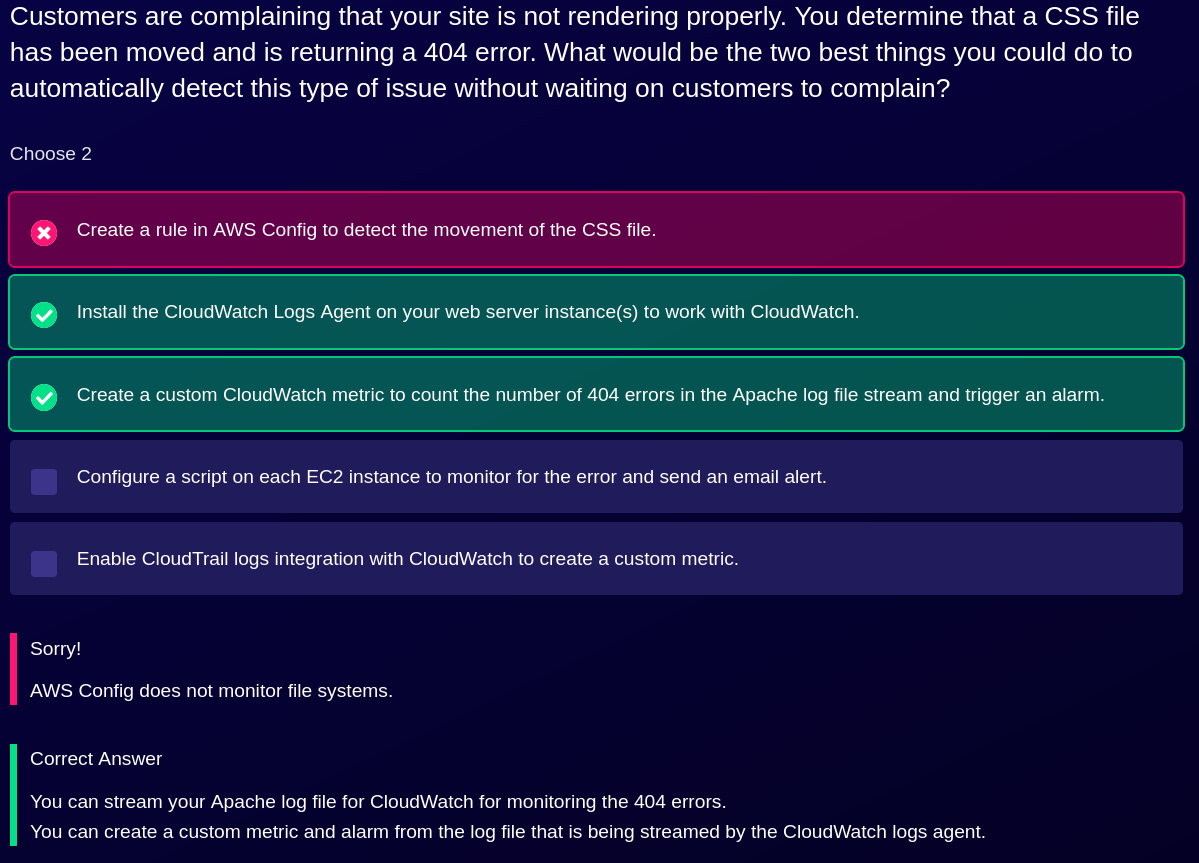 Customers are complaining that your site is not rendering properly. You determine that a CSS file
has been moved and is returning a 404 error. What would be the two best things you could do to
automatically detect this type of issue without waiting on customers to complain?
Choose 2
Create a rule in AWS Config to detect the movement of the CSS file.
Install the CloudWatch Logs Agent on your web server instance(s) to work with CloudWatch.
Create a custom CloudWatch metric to count the number of 404 errors in the Apache log file stream and trigger an alarm.
Configure a script on each EC2 instance to monitor for the error and send an email alert.
Enable CloudTrail logs integration with CloudWatch to create a custom metric.
Sorry!
AWS Config does not monitor file systems.
Correct Answer
You can stream your Apache log file for CloudWatch for monitoring the 404 errors.
You can create a custom metric and alarm from the log file that is being streamed by the CloudWatch logs agent.